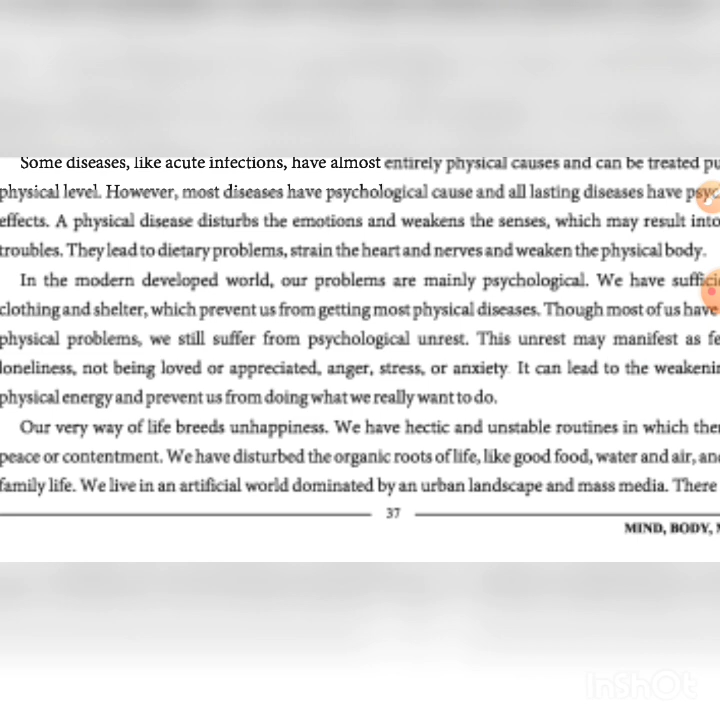 Some diseases, like acute infections, have almost entirely physical causes and can be treated
physical level. However, most diseases have psychological cause and all lasting diseases have
effects. A physical disease disturbs the emotions and weakens the senses, which may result into
troubles. They lead to dietary problems, strain the heart and nerves and weaken the physical body.
In the modern developed world, our problems are mainly psychological. We have
clothing and shelter, which prevent us from getting most physical diseases. Though most of us have
physical problems, we still suffer from psychological unrest. This unrest may manifest as
loneliness, not being loved or appreciated, anger, stress, or anxiety. It can lead to the
physical energy and prevent us from doing what we really want to do.
Our very way of life breeds unhappiness. We have hectic and unstable routines in which
peace or contentment. We have disturbed the organic roots of life, like good food, water and air,
family life. We live in an artificial world dominated by an urban landscape and mass media. There
37
MIND, BODY,
InShOt